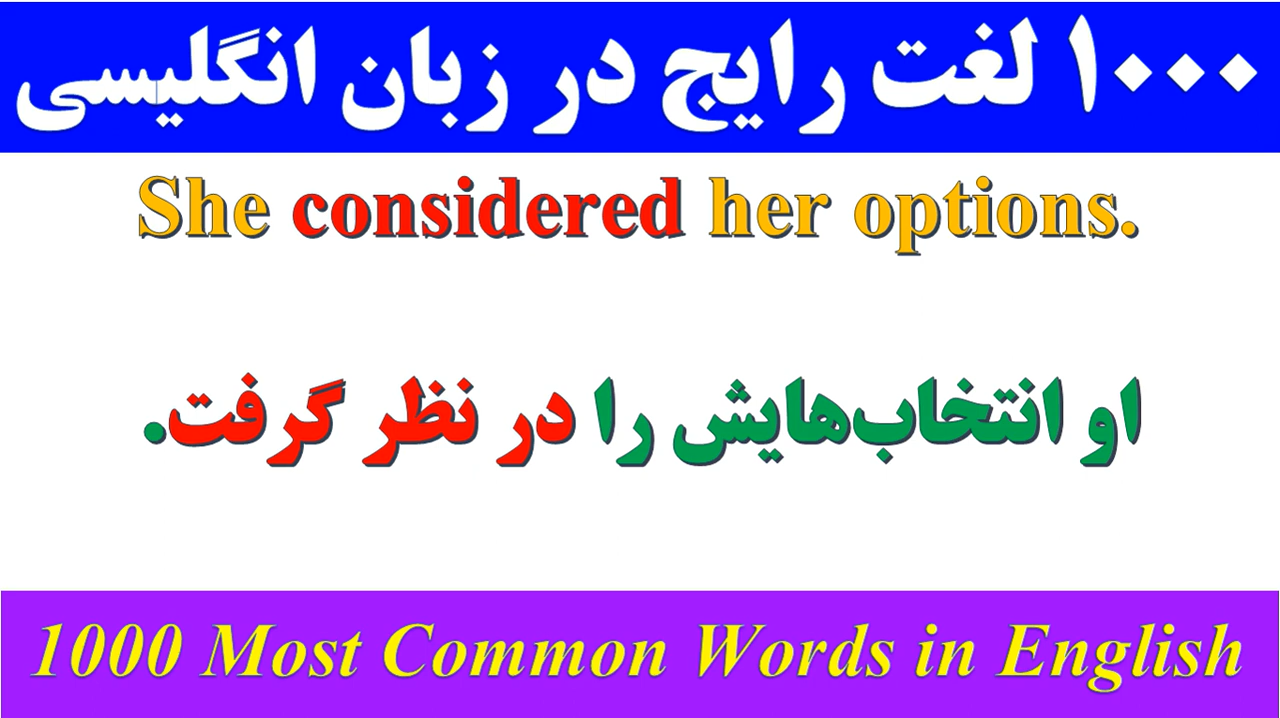 ۱۰۰۰ لغت رایج در زبان انگلیسی
She considered her options.
او انتخاب‌هایش را در نظر گرفت.
1000 Most Common Words in English